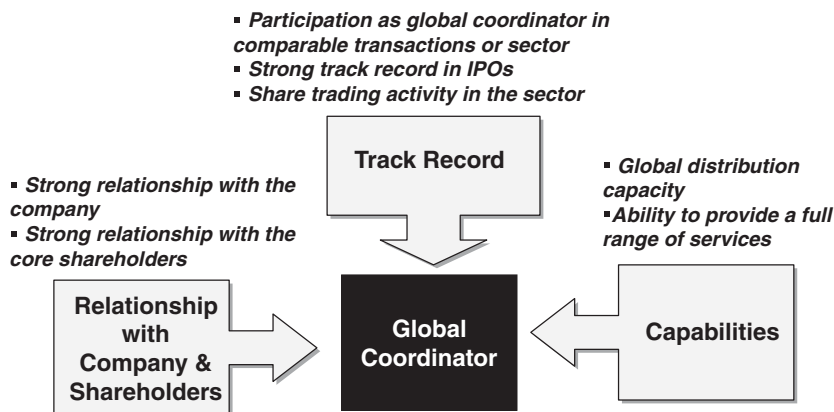 ▪ Participation as global coordinator in
comparable transactions or sector
▪ Strong track record in IPOs
▪ Share trading activity in the sector
Track Record
▪ Strong relationship with the
company
▪ Strong relationship with the
core shareholders
▪ Global distribution
capacity
▪Ability to provide a full
range of services
Relationship
with
Company &
Shareholders
Global
Coordinator
Capabilities